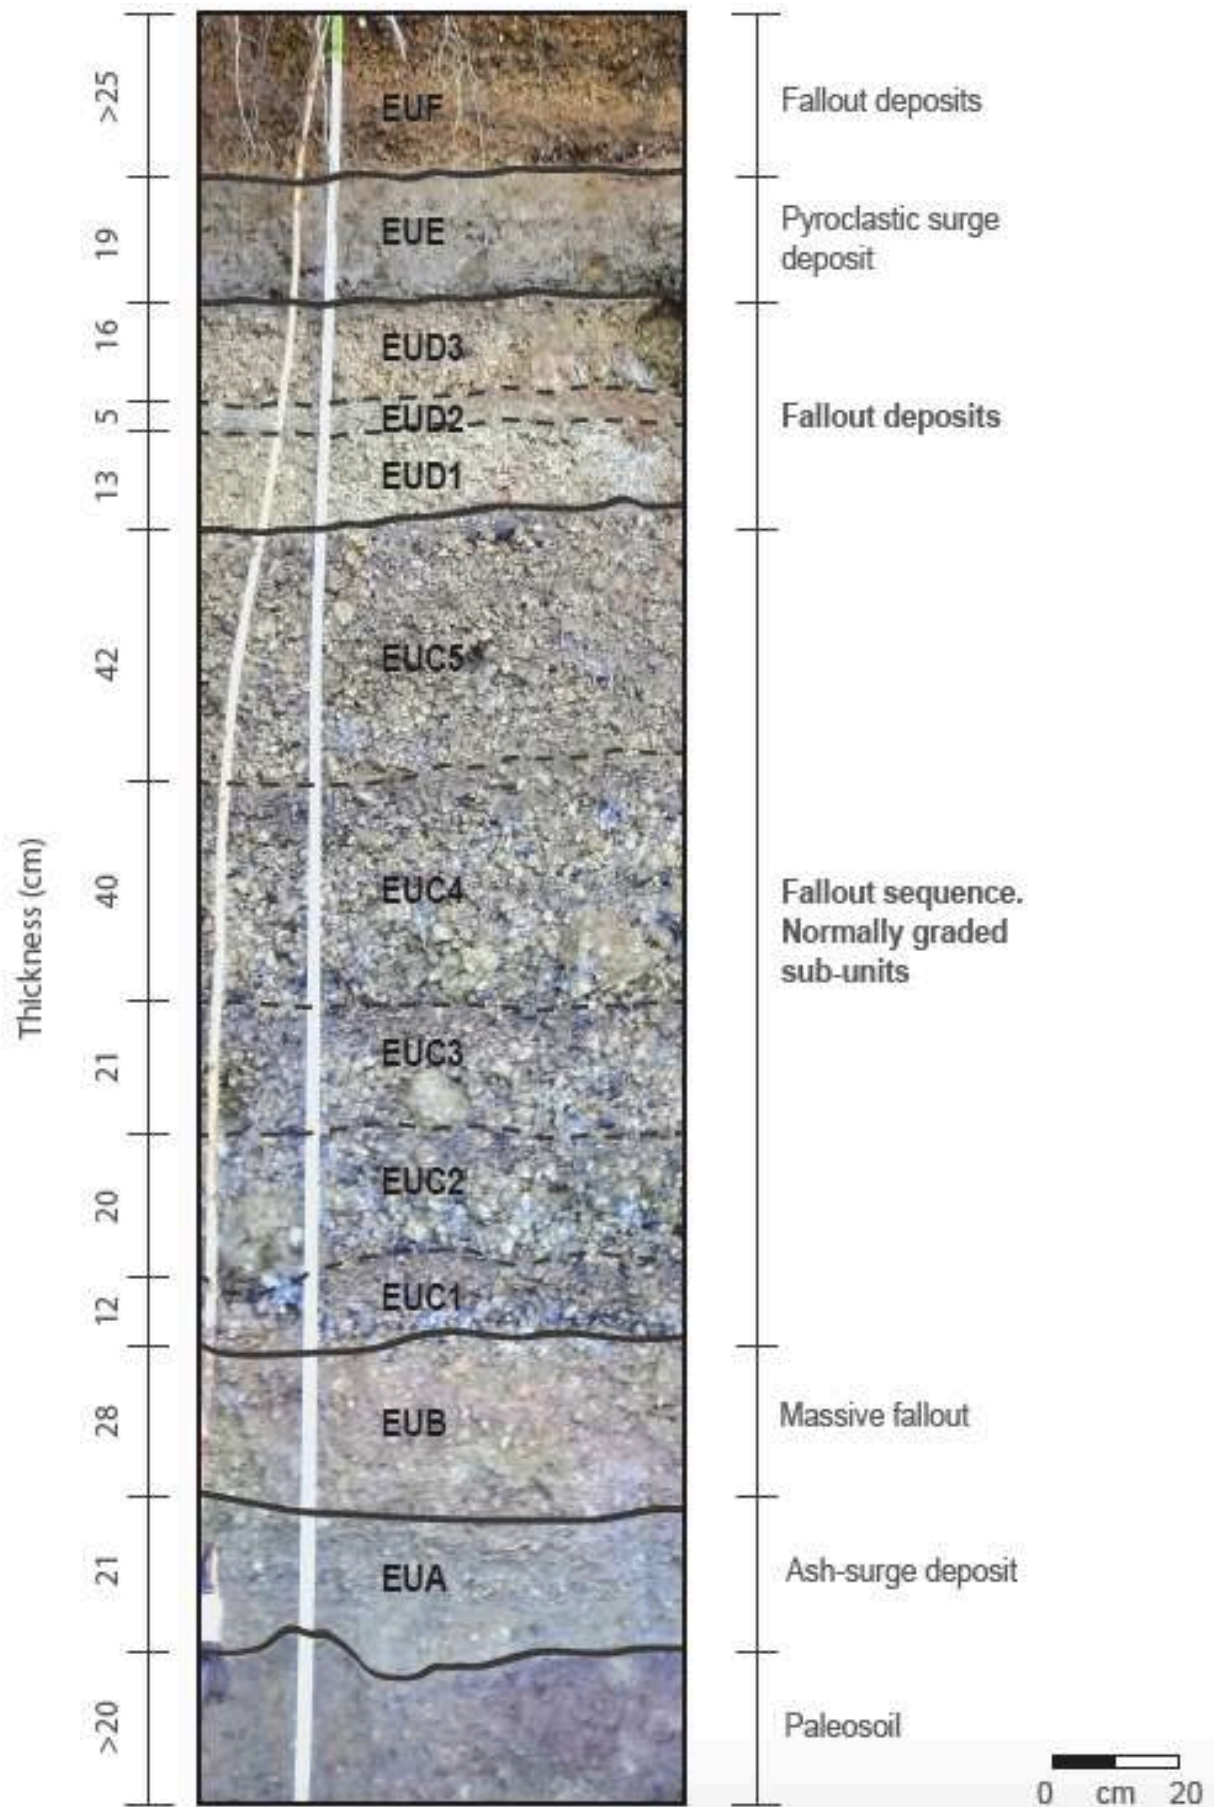 >25
EUF
Fallout deposits
19
EUE
Pyroclastic surge
deposit
16
EUD3
5
EUD2
Fallout deposits
13
EUD1
42
EUC5
Thickness (cm)
40
EUC4
Fallout sequence.
Normally graded
sub-units
21
EUC3
20
EUC2
12
EUC1
28
EUB
Massive fallout
21
EUA
Ash-surge deposit
>20
Paleosoil
0 cm 20